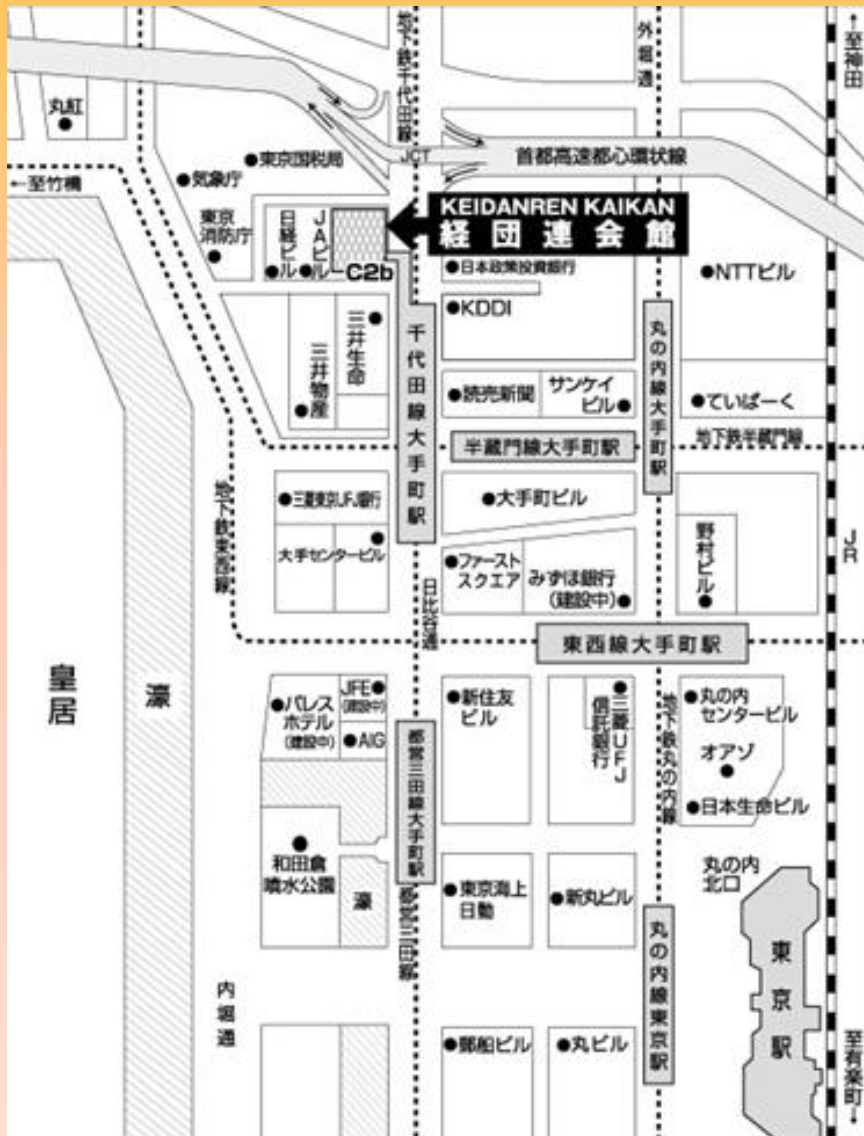 地下鉄千代田線
外堀通
←至神田
丸紅
●東京国税局
JCT
首都高速都心環状線
●気象庁
←至竹橋
東京
消防庁
日経ビル
JAビル
C2b
KEIDANREN KAIKAN
経団連会館
●日本政策投資銀行
●NTTビル
●KDDI
三井物産
三井生命
千代田線大手町駅
丸の内線大手町駅
●読売新聞
サンケイ
ビル
●ていぱーく
地下鉄半蔵門線
半蔵門線大手町駅
地下鉄東西線
●三菱東京UFJ銀行
●大手町ビル
大手センタービル
●ファースト
スクエア
みずほ銀行
(建設中)
野村ビル
JR
日比谷通
東西線大手町駅
皇居
濠
●パレス
ホテル
(建設中)
JFE●
(建設中)
●AIG
●新住友
ビル
三菱UFJ
信託銀行
地下鉄丸の内線
●丸の内
センタービル
オアゾ
●日本生命ビル
都営三田線大手町駅
和田倉
噴水公園
濠
都営三田線
●東京海上
日動
●新丸ビル
丸の内
北口
丸の内線東京駅
東京駅
内堀通
●郵船ビル
●丸ビル
至有楽町→